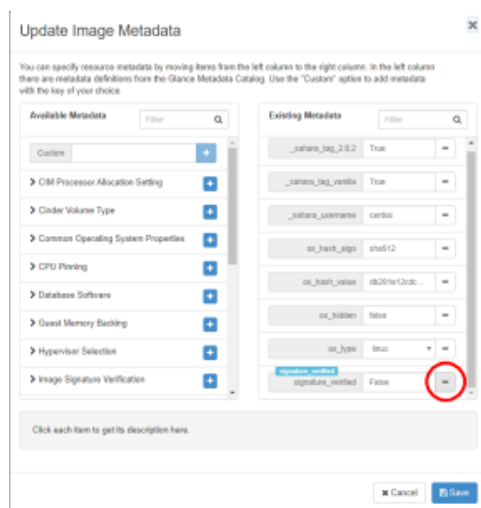 Update Image Metadata
You can specify resource metadata by moving items from the left column to the right column. In the left column
there are metadata definitions from the Glance Metadata Catalog. Use the "Custom" option to add metadata
with the key of your choice.
Available Metadata
Filter
Custom
CIM Processor Allocation Setting
Cinder Volume Type
Common Operating System Properties
CPU Pinning
Database Software
Guest Memory Backing
Hypervisor Selection
Image Signature Verification
Existing Metadata
Filter
_sahara_tag_2.8.2 True
_sahara_tag_vanilla True
_sahara_username centos
os_hash_algo sha512
os_hash_value db201e12cdc...
os_hidden false
os_type linux
signature_verified
signature_verified False
Click each item to get its description here.
Cancel Save